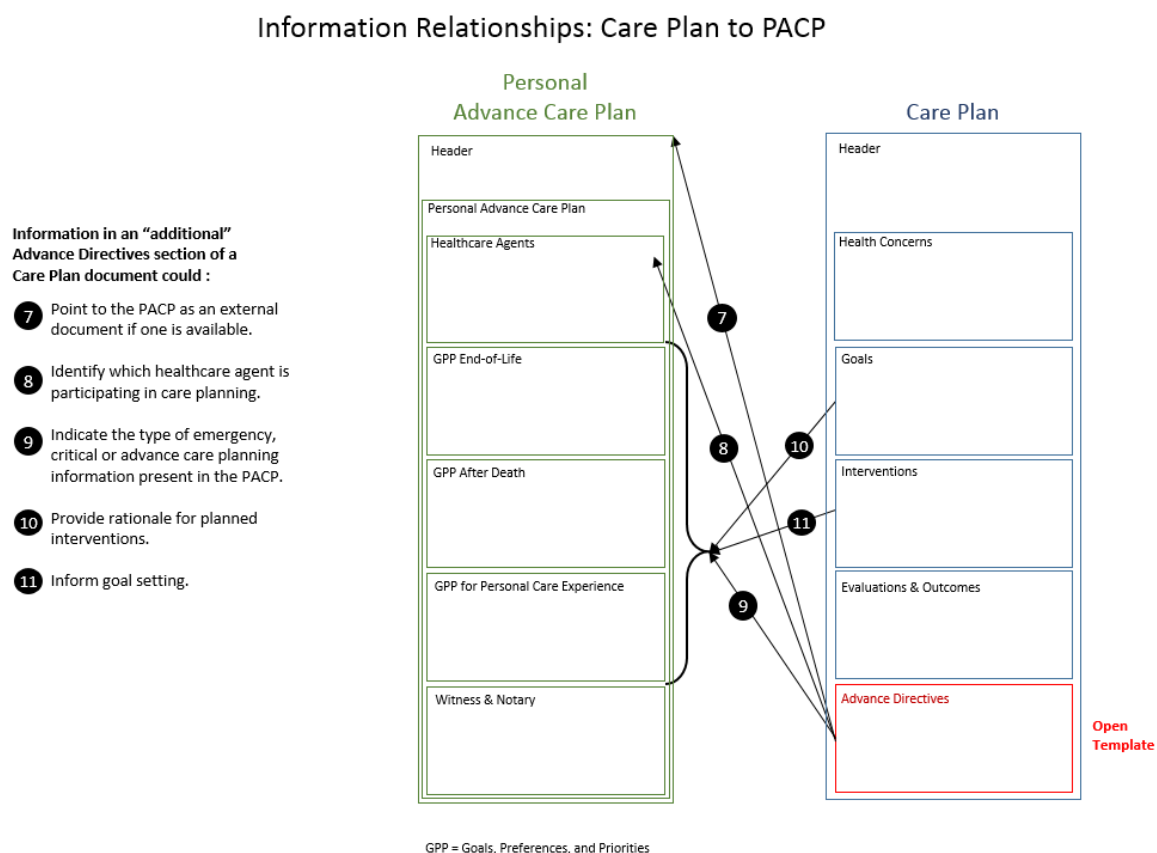 Information Relationships: Care Plan to PACP
Personal
Advance Care Plan
Care Plan
Information in an “additional”
Advance Directives section of a
Care Plan document could :
7 Point to the PACP as an external
document if one is available.
8 Identify which healthcare agent is
participating in care planning.
9 Indicate the type of emergency,
critical or advance care planning
information present in the PACP.
10 Provide rationale for planned
interventions.
11 Inform goal setting.
Header
Personal Advance Care Plan
Healthcare Agents
GPP End-of-Life
GPP After Death
GPP for Personal Care Experience
Witness & Notary
7
8
10
11
9
Header
Health Concerns
Goals
Interventions
Evaluations & Outcomes
Advance Directives
Open
Template
GPP = Goals, Preferences, and Priorities